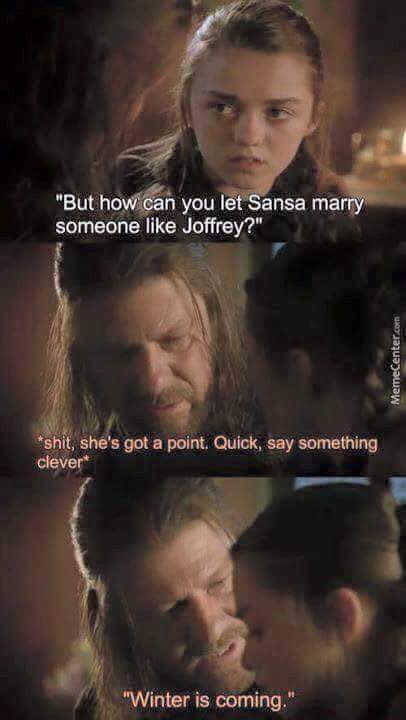 "But how can you let Sansa marry
someone like Joffrey?"
MemeCenter.com
*shit, she's got a point. Quick, say something
clever*
"Winter is coming."